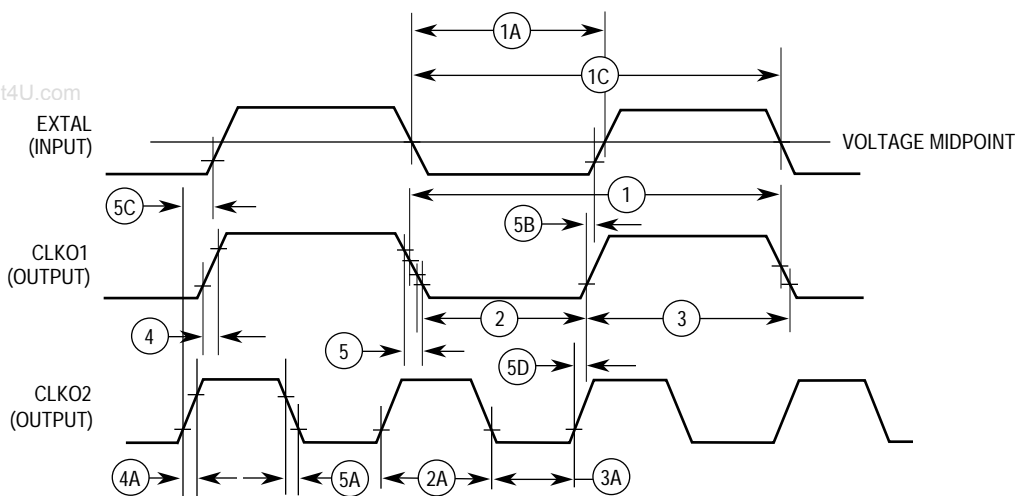 1A
1C
t4U.com
EXTAL
(INPUT)
VOLTAGE MIDPOINT
5C
1
5B
CLKO1
(OUTPUT)
4
5
2
3
5D
CLKO2
(OUTPUT)
4A
5A
2A
3A